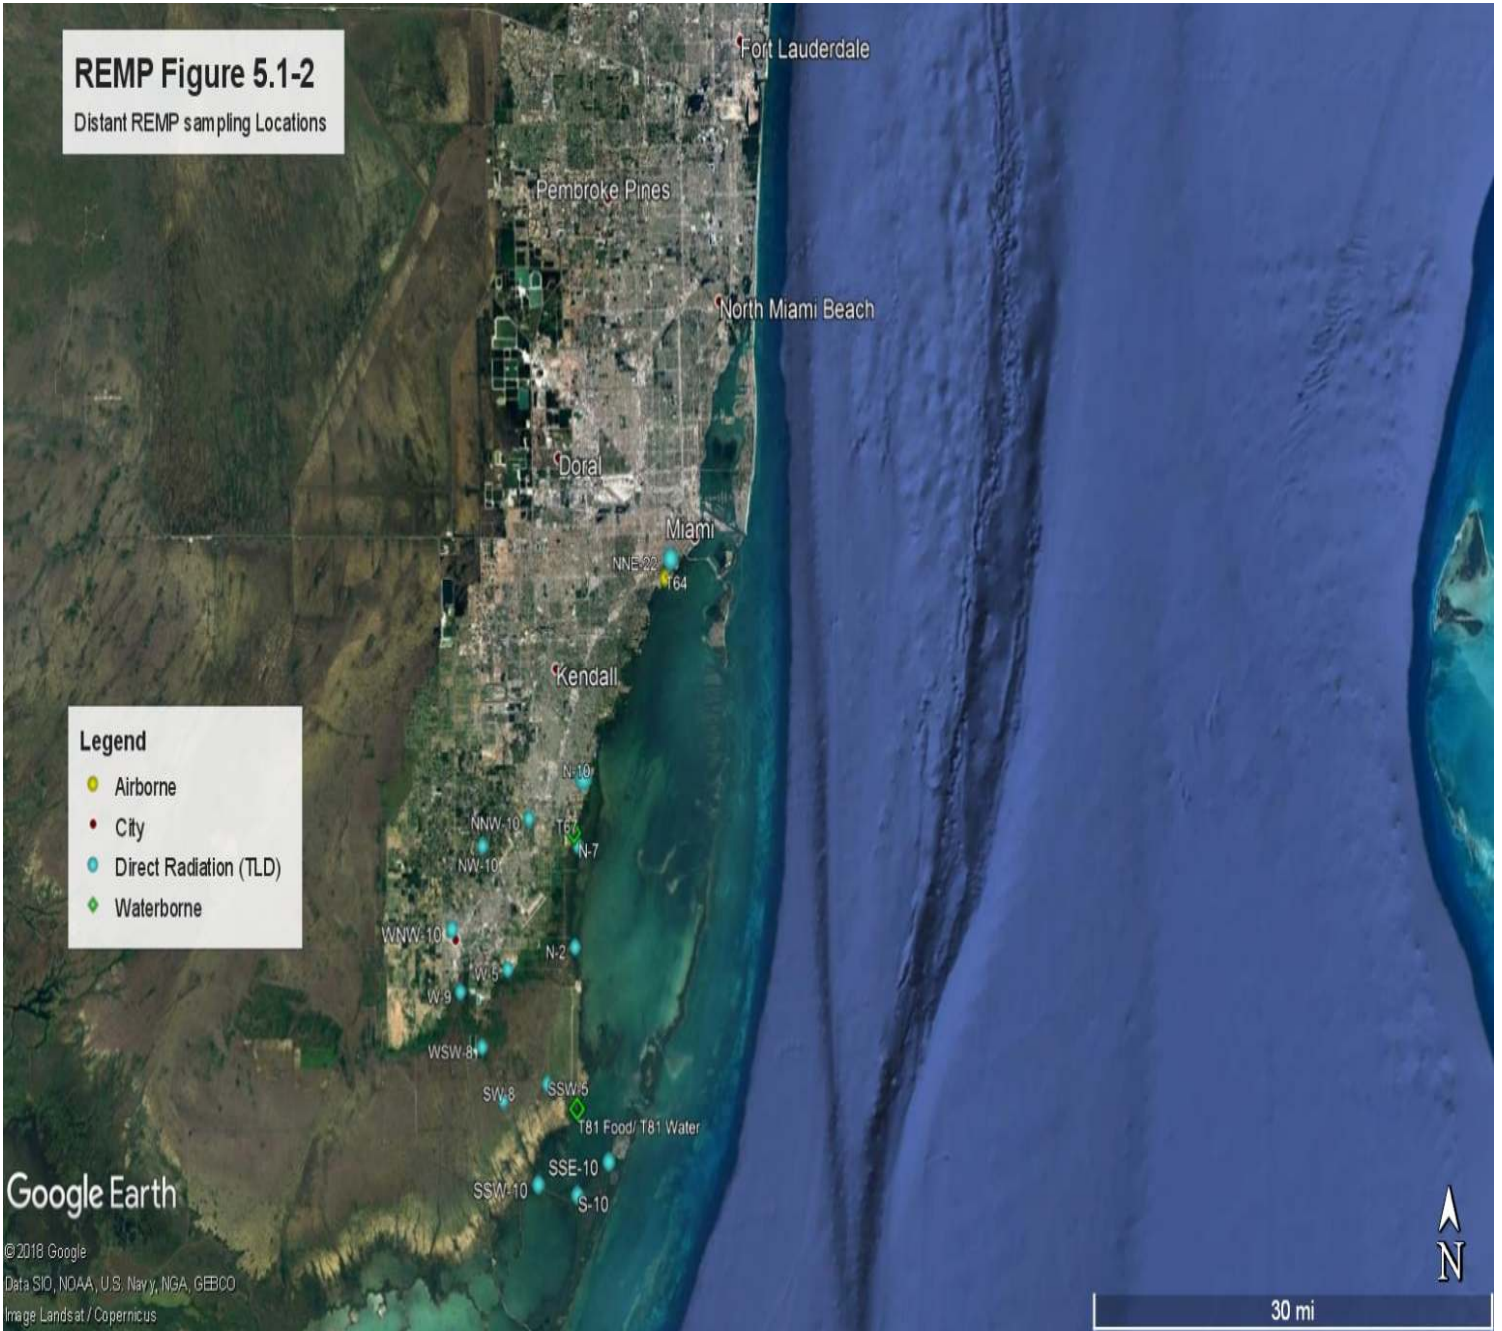 REMP Figure 5.1-2
Distant REMP sampling Locations
Fort Lauderdale
Pembroke Pines
North Miami Beach
Doral
Miami
NNE-22
T64
Kendall
Legend
Airborne
City
Direct Radiation (TLD)
Waterborne
N-10
NNW-10
T67
N-7
NW-10
WNW-10
N-2
W-5
W-9
WSW-8
SW-8
SSW-5
T81 Food/ T81 Water
SSE-10
SSW-10
S-10
Google Earth
©2018 Google
Data SIO, NOAA, U.S. Navy, NGA, GEBCO
Image Landsat / Copernicus
N
30 mi